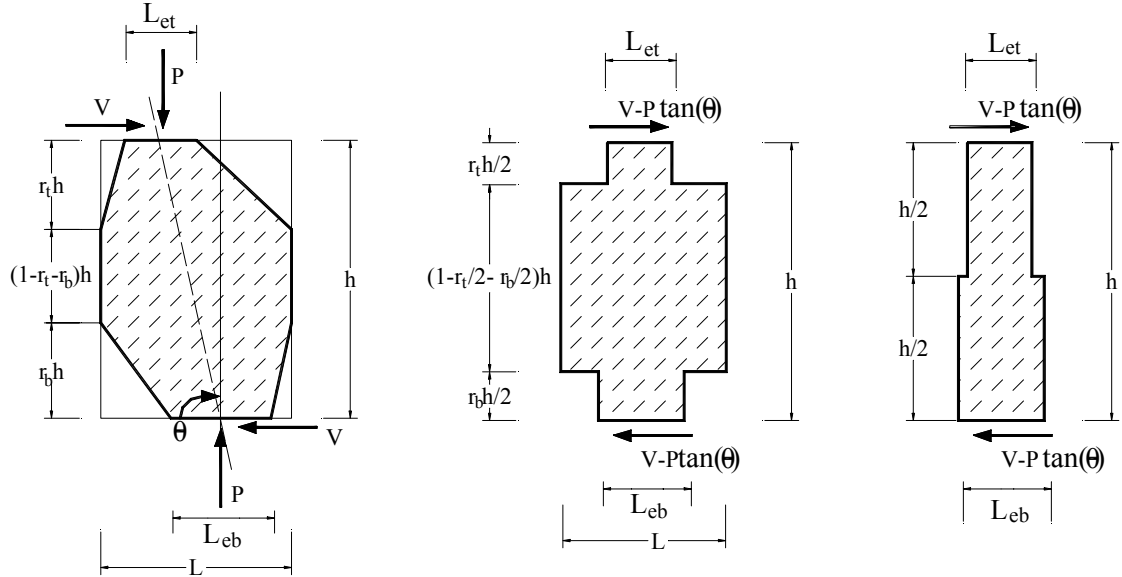 L_et
P
V
r_t h
(1-r_t-r_b)h
h
r_b h
θ
V
P
L_eb
L
L_et
V-P tan(θ)
r_t h/2
(1-r_t/2- r_b/2)h
h
r_b h/2
V-Ptan(θ)
L_eb
L
L_et
V-P tan(θ)
h/2
h
h/2
V-P tan(θ)
L_eb